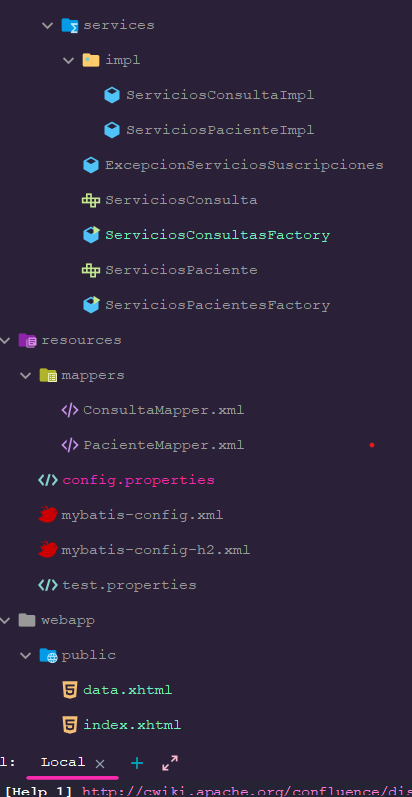 services
impl
ServiciosConsultaImpl
ServiciosPacienteImpl
ExcepcionServiciosSuscripciones
ServiciosConsulta
ServiciosConsultasFactory
ServiciosPaciente
ServiciosPacientesFactory
resources
mappers
ConsultaMapper.xml
PacienteMapper.xml
config.properties
mybatis-config.xml
mybatis-config-h2.xml
test.properties
webapp
public
data.xhtml
index.xhtml
l: Local × +
[Help 1] http://cwiki.apache.org/confluence/dis